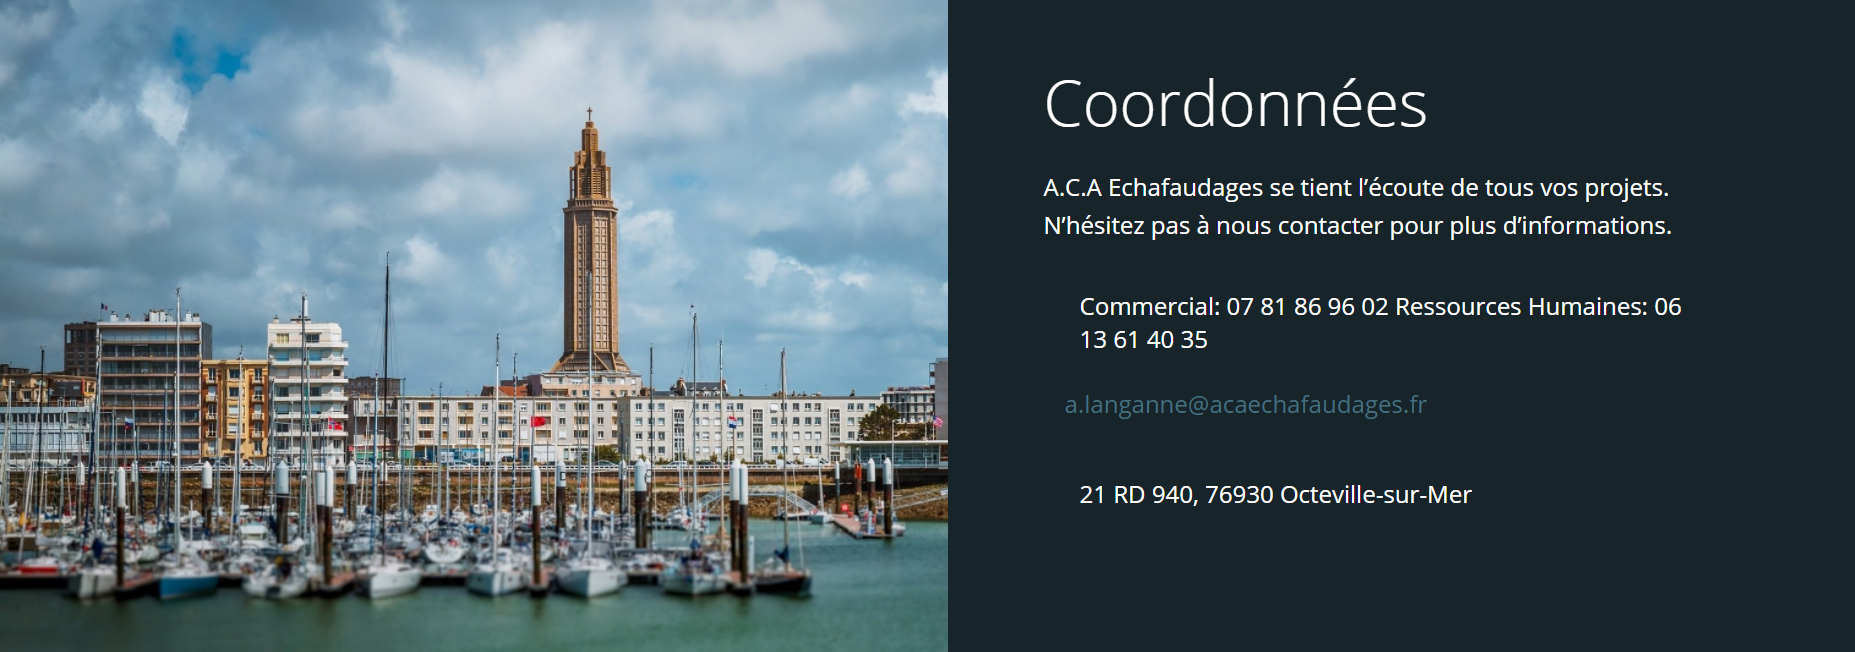 Coordonnées
A.C.A Echafaudages se tient l’écoute de tous vos projets.
N’hésitez pas à nous contacter pour plus d’informations.
Commercial: 07 81 86 96 02 Ressources Humaines: 06
13 61 40 35
a.langanne@acaechafaudages.fr
21 RD 940, 76930 Octeville-sur-Mer